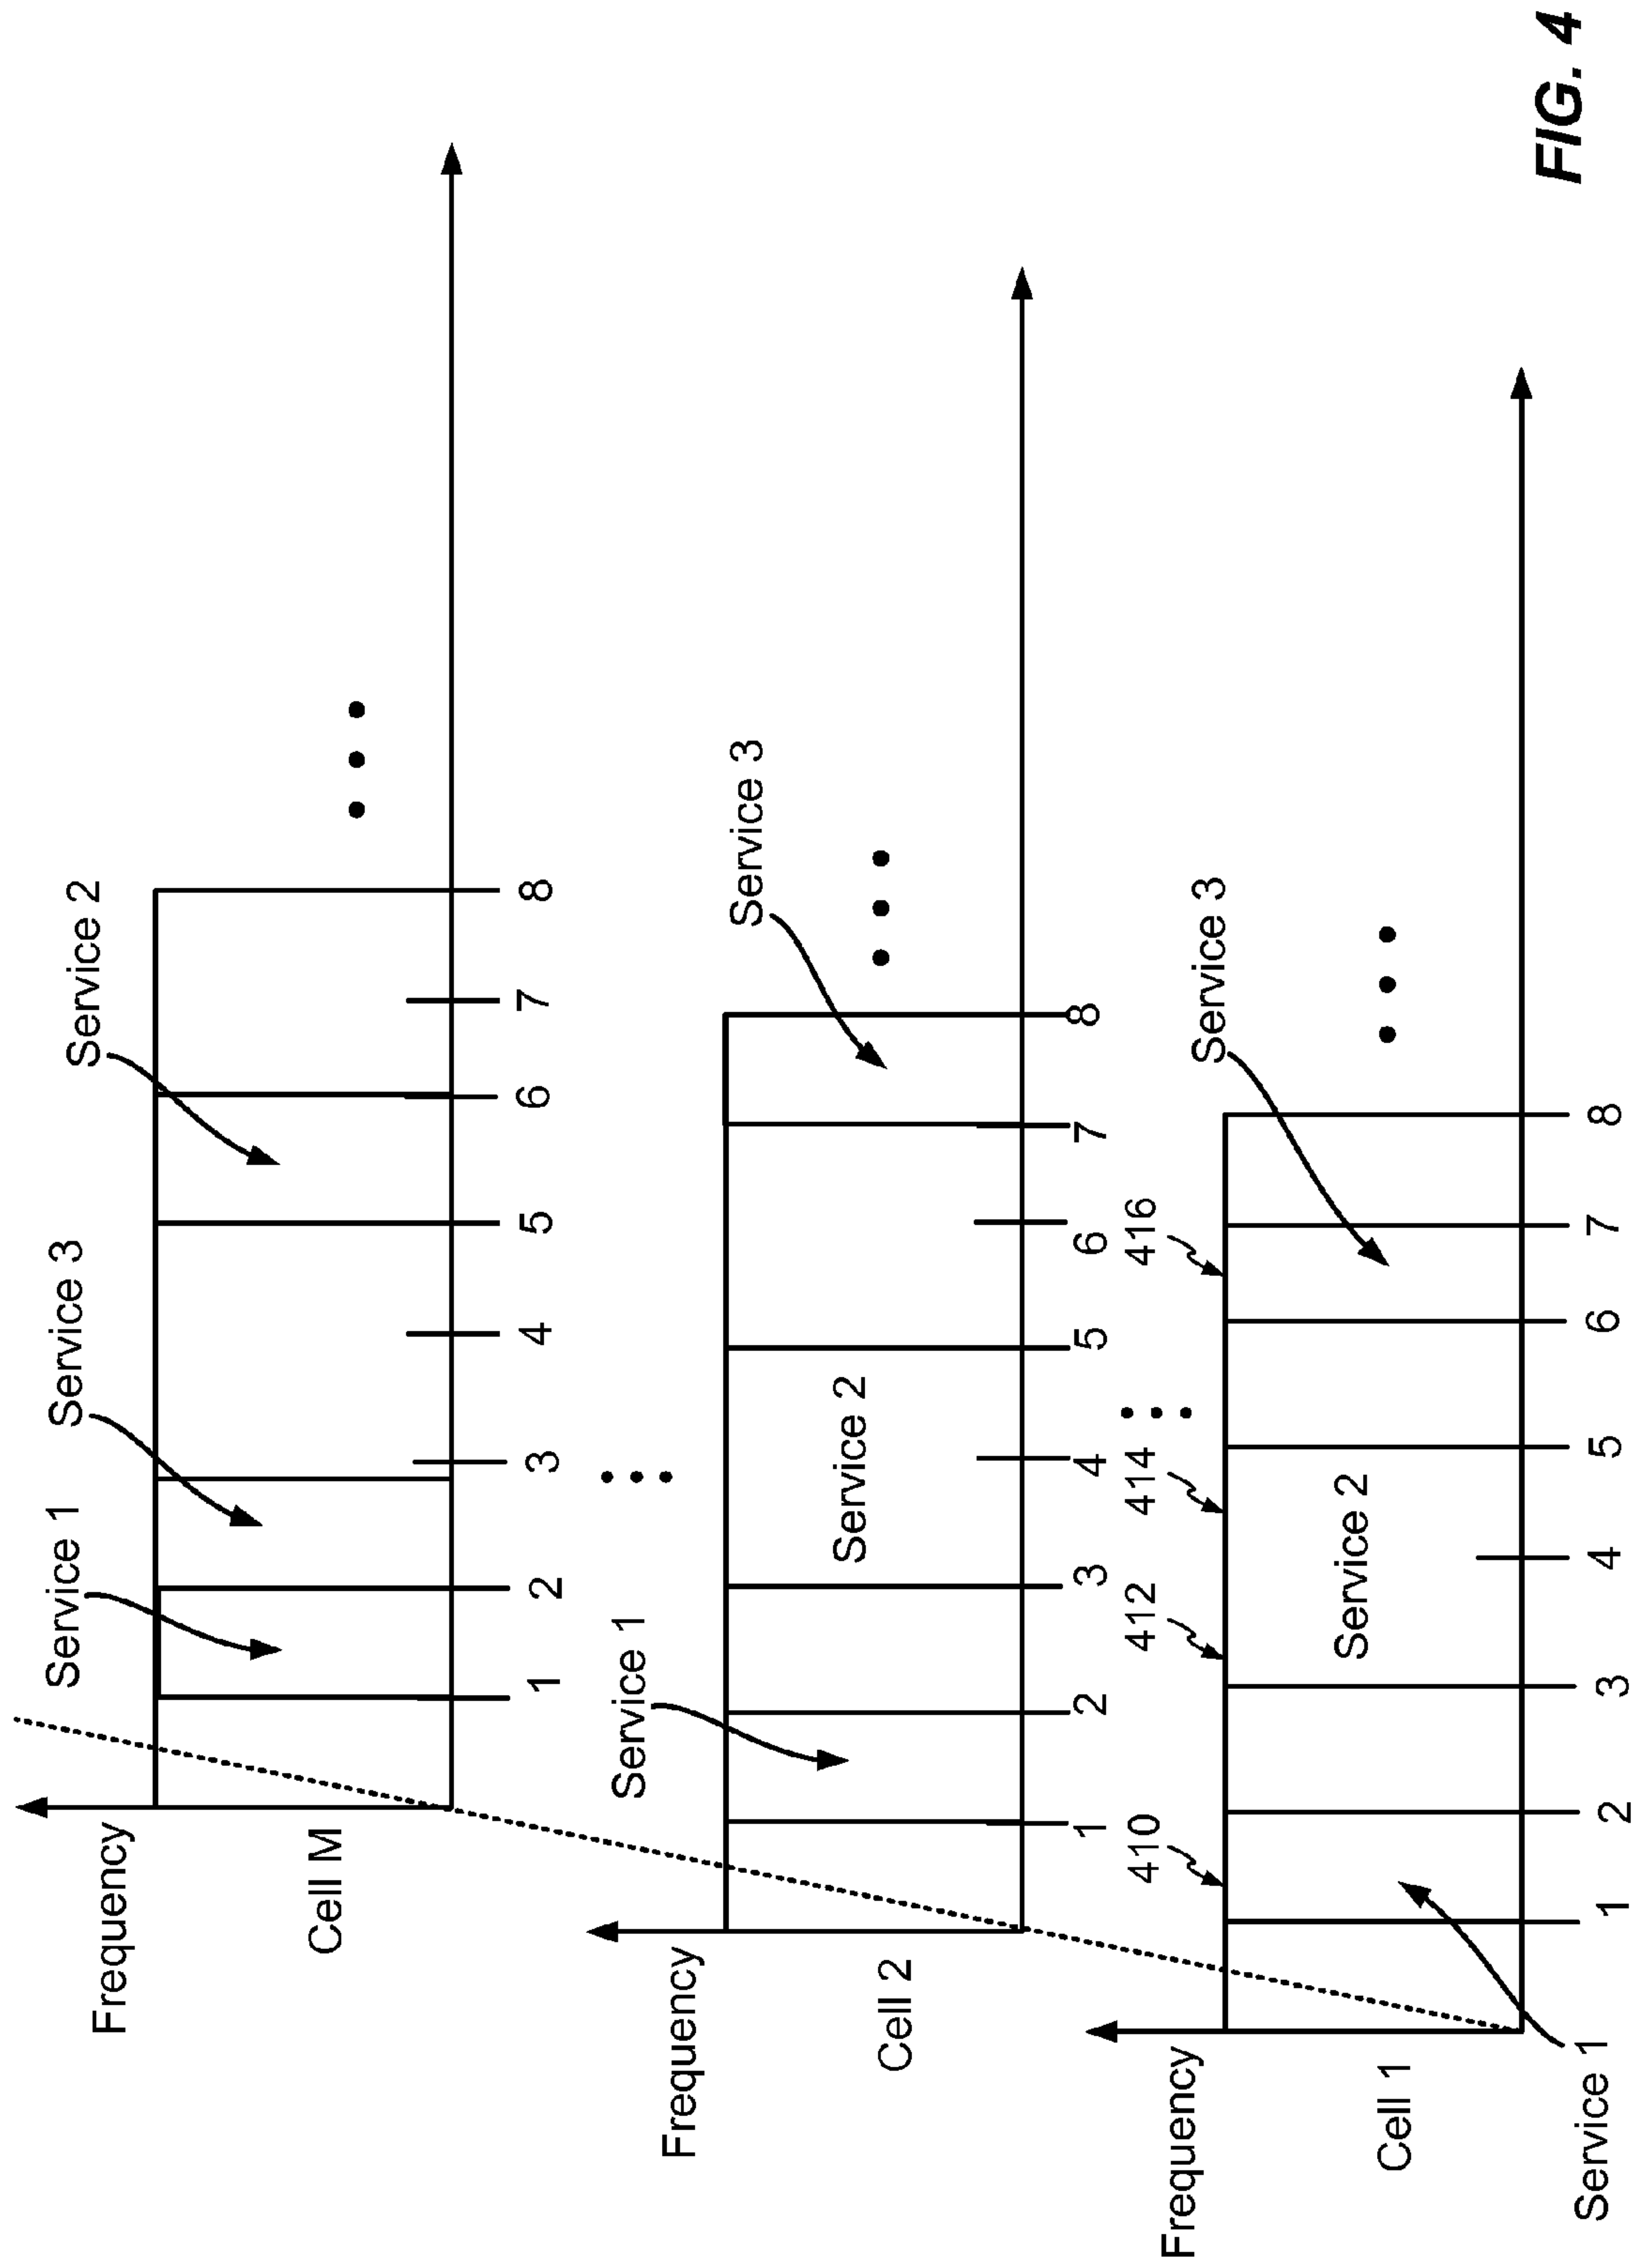 Service 1
Service 3
Service 2
Frequency
Cell M
1 2 3 4 5 6 7 8
Service 1
Service 3
Frequency
Cell 2
Service 2
1 2 3 4 5 6 7 8
410 412 414 416
Service 3
Frequency
Cell 1
Service 2
1 2 3 4 5 6 7 8
Service 1
FIG. 4